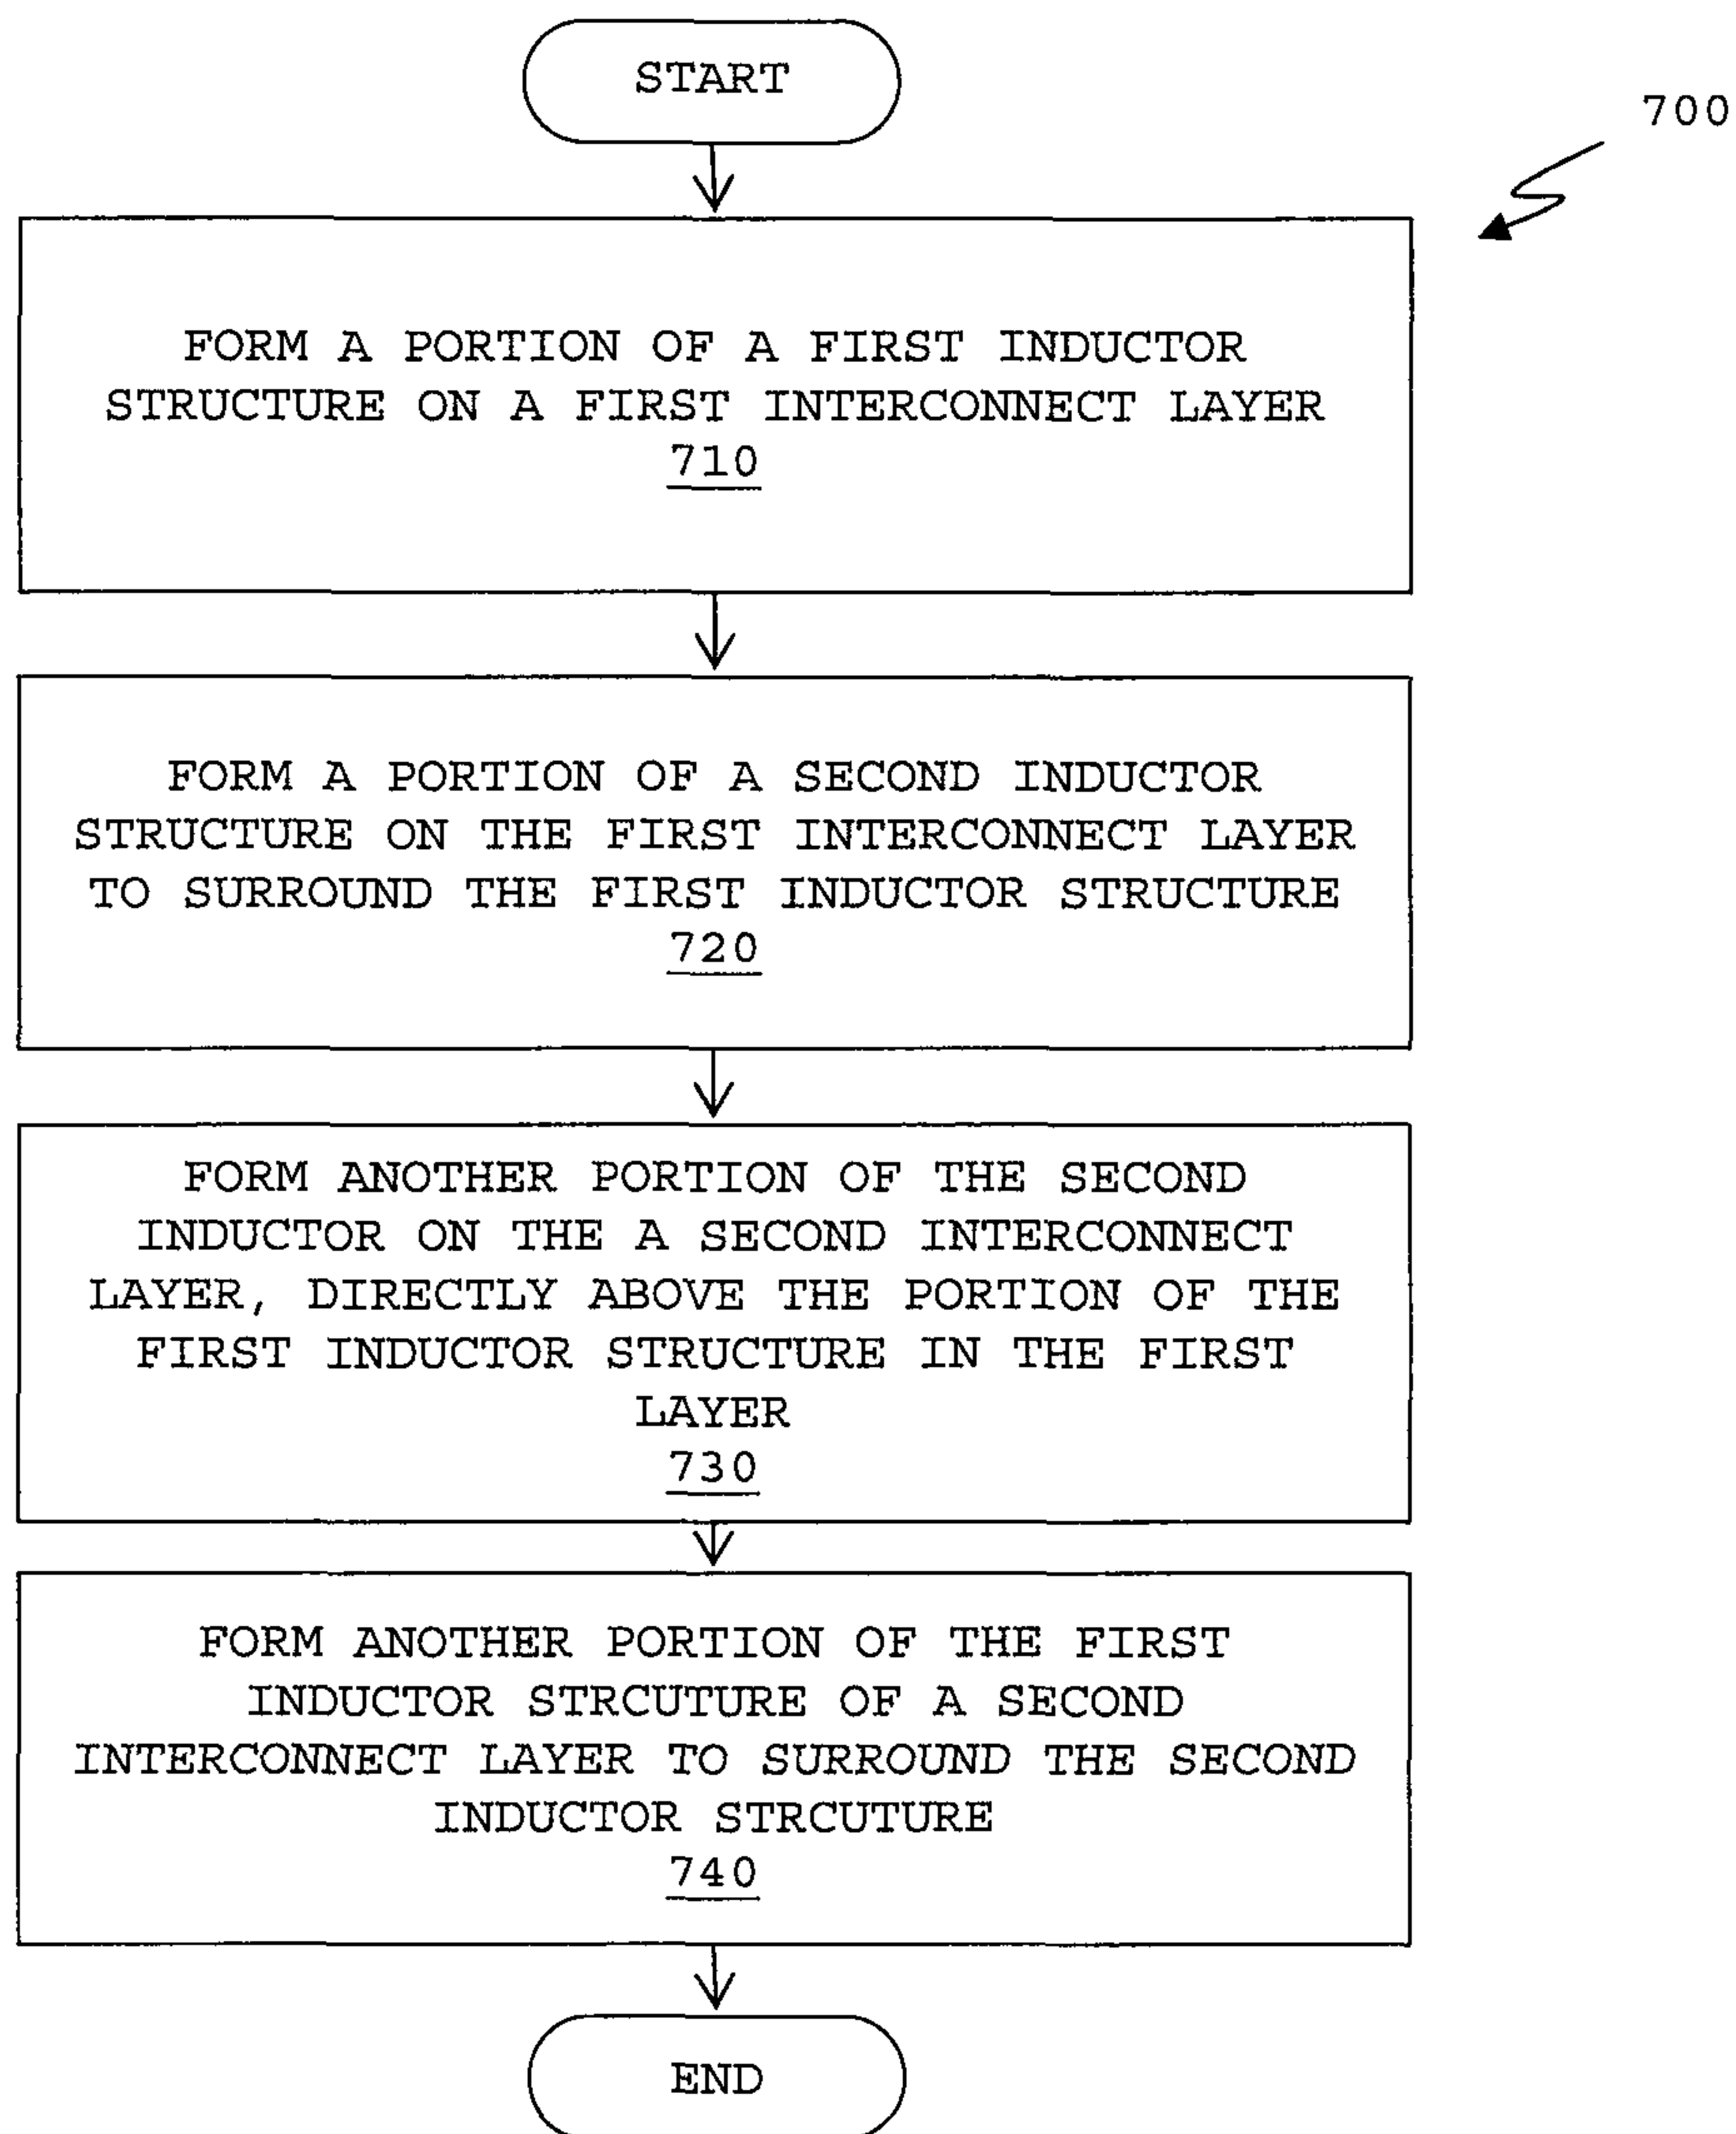 START
700
FORM A PORTION OF A FIRST INDUCTOR
STRUCTURE ON A FIRST INTERCONNECT LAYER
710
FORM A PORTION OF A SECOND INDUCTOR
STRUCTURE ON THE FIRST INTERCONNECT LAYER
TO SURROUND THE FIRST INDUCTOR STRUCTURE
720
FORM ANOTHER PORTION OF THE SECOND
INDUCTOR ON THE A SECOND INTERCONNECT
LAYER, DIRECTLY ABOVE THE PORTION OF THE
FIRST INDUCTOR STRUCTURE IN THE FIRST
LAYER
730
FORM ANOTHER PORTION OF THE FIRST
INDUCTOR STRCUTURE OF A SECOND
INTERCONNECT LAYER TO SURROUND THE SECOND
INDUCTOR STRCUTURE
740
END